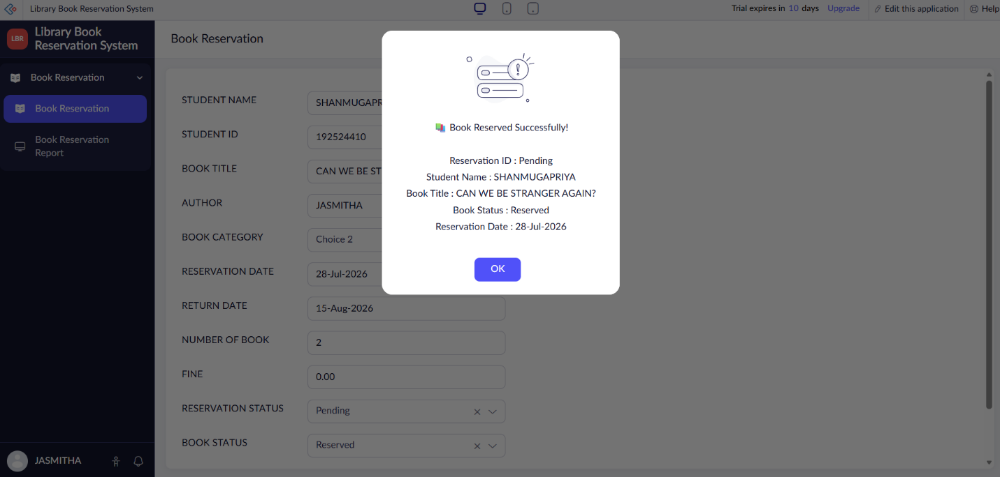 Library Book Reservation System
Trial expires in 10 days Upgrade
Edit this application
Help
LBR
Library Book
Reservation System
Book Reservation
Book Reservation
Book Reservation
Report
JASMITHA
Book Reservation
STUDENT NAME
SHANMUGAPR
STUDENT ID
192524410
BOOK TITLE
CAN WE BE ST
AUTHOR
JASMITHA
BOOK CATEGORY
Choice 2
RESERVATION DATE
28-Jul-2026
RETURN DATE
15-Aug-2026
NUMBER OF BOOK
2
FINE
0.00
RESERVATION STATUS
Pending
BOOK STATUS
Reserved
📚 Book Reserved Successfully!
Reservation ID : Pending
Student Name : SHANMUGAPRIYA
Book Title : CAN WE BE STRANGER AGAIN?
Book Status : Reserved
Reservation Date : 28-Jul-2026
OK